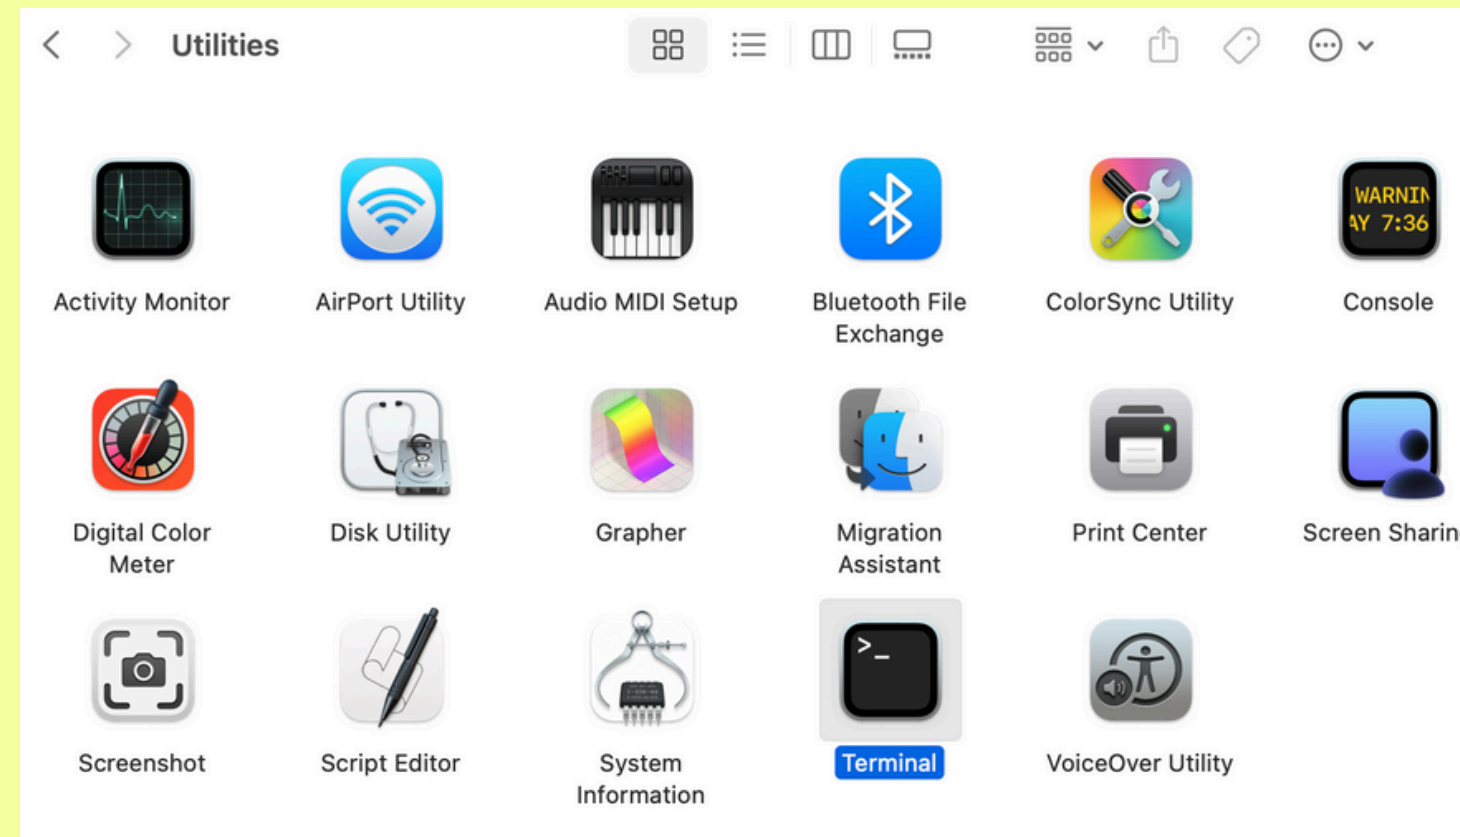 Utilities
WARNIN
AY 7:36
Activity Monitor
AirPort Utility
Audio MIDI Setup
Bluetooth File
Exchange
ColorSync Utility
Console
Digital Color
Meter
Disk Utility
Grapher
Migration
Assistant
Print Center
Screen Sharin
>_
Screenshot
Script Editor
System
Information
Terminal
VoiceOver Utility